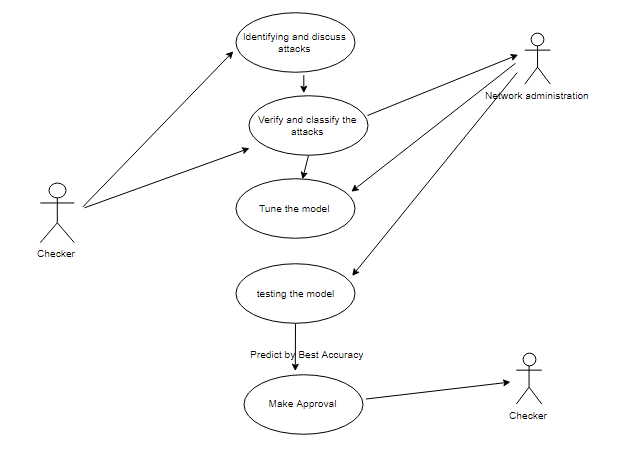 Identifying and discuss
attacks
Network administration
Verify and classify the
attacks
Tune the model
Checker
testing the model
Predict by Best Accuracy
Make Approval
Checker